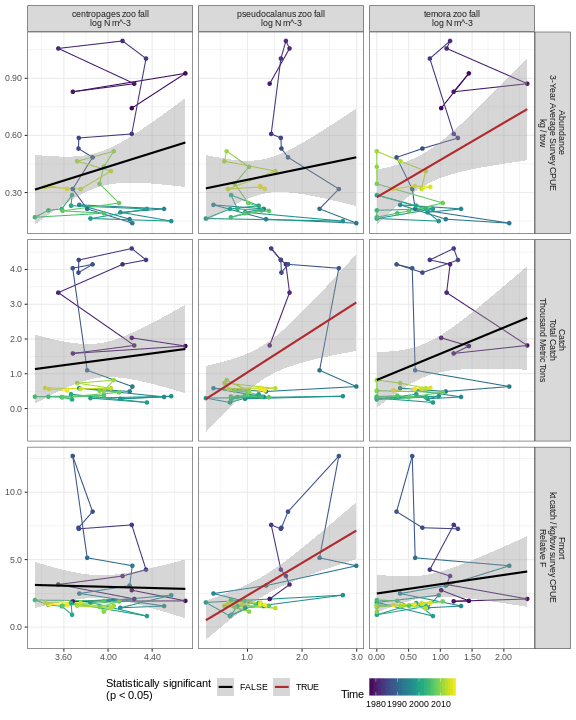 centropages zoo fall
log N m^-3
pseudocalanus zoo fall
log N m^-3
temora zoo fall
log N m^-3
0.90
0.60
0.30
Abundance
3-Year Average Survey CPUE
kg / tow
4.0
3.0
2.0
1.0
0.0
Catch
Total Catch
Thousand Metric Tons
10.0
5.0
0.0
Fmort
kt catch / kg/tow survey CPUE
Relative F
3.60 4.00 4.40
1.0 2.0 3.0
0.00 0.50 1.00 1.50 2.00
Statistically significant
(p < 0.05)
FALSE TRUE
Time
1980 1990 2000 2010